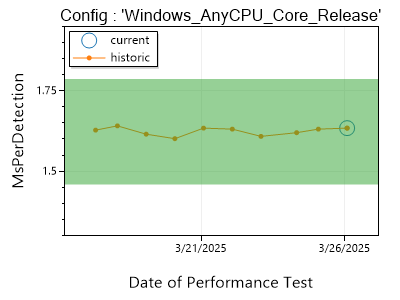 Config : 'Windows_AnyCPU_Core_Release'
current
historic
MsPerDetection
1.75
1.5
3/21/2025
3/26/2025
Date of Performance Test